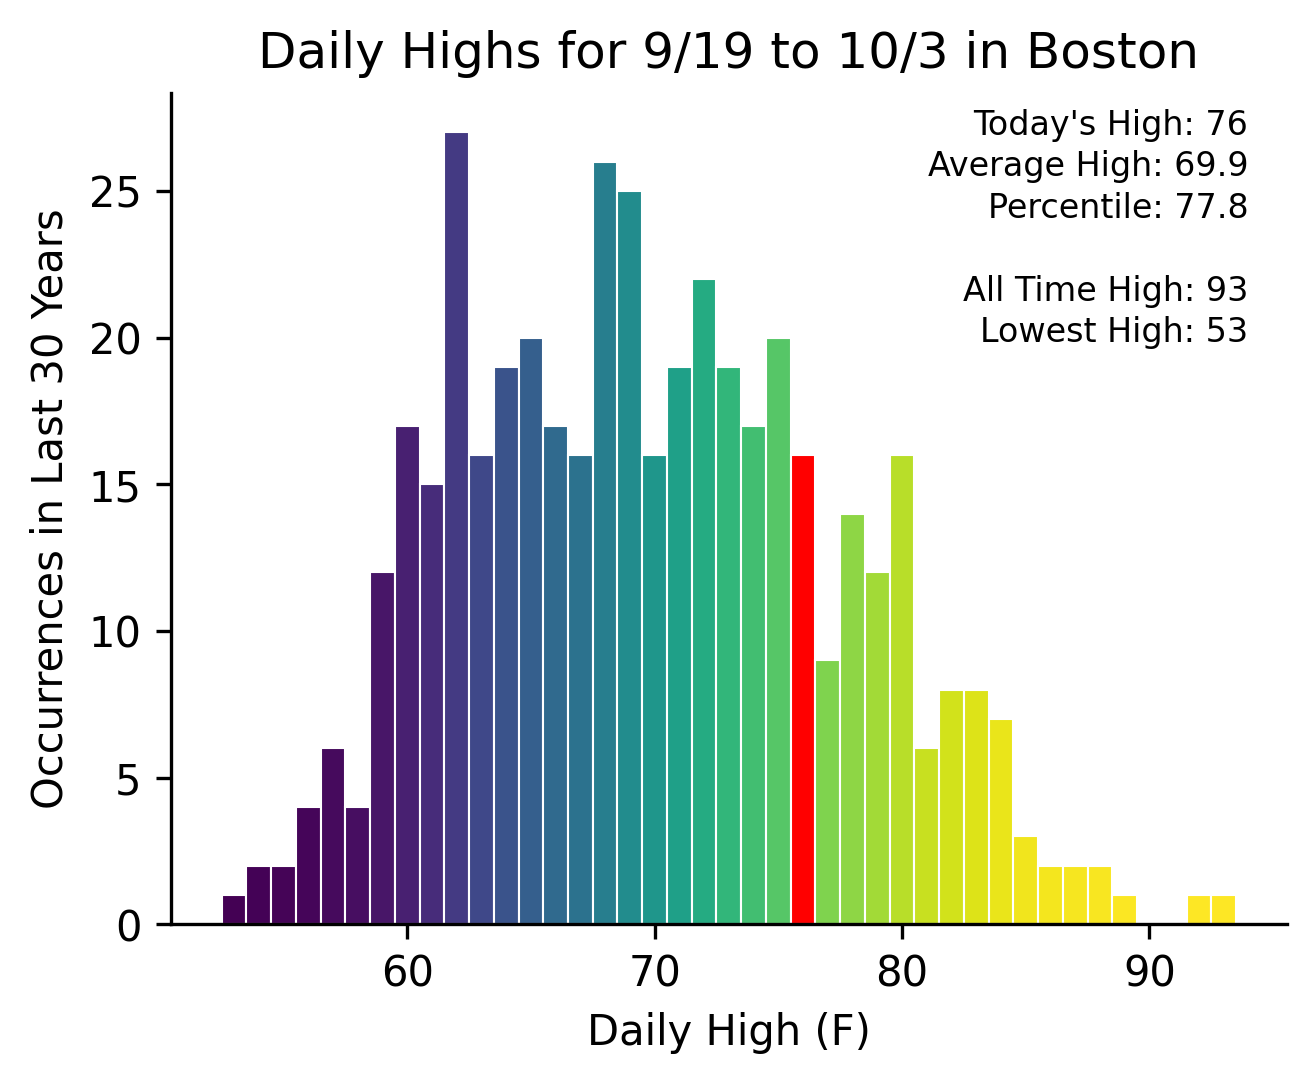 Daily Highs for 9/19 to 10/3 in Boston
Today's High: 76
Average High: 69.9
Percentile: 77.8
All Time High: 93
Lowest High: 53
Occurrences in Last 30 Years
25
20
15
10
5
0
60 70 80 90
Daily High (F)